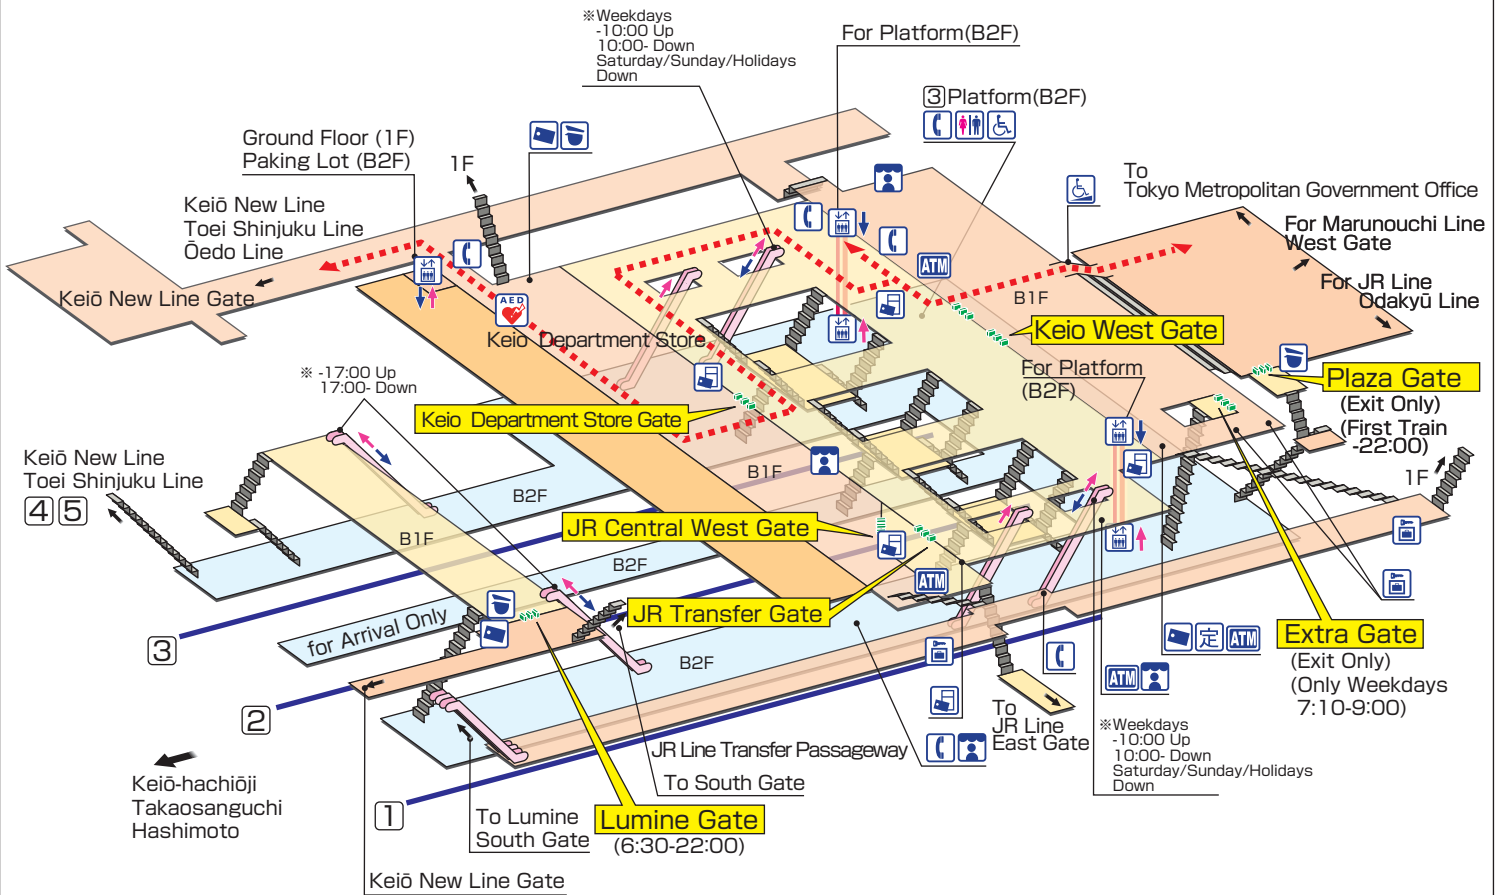 ※Weekdays
-10:00 Up
10:00- Down
Saturday/Sunday/Holidays
Down
For Platform(B2F)
3 Platform(B2F)
Ground Floor (1F)
Paking Lot (B2F)
1F
To
Tokyo Metropolitan Government Office
Keiō New Line
Toei Shinjuku Line
Ōedo Line
For Marunouchi Line
West Gate
ATM
For JR Line
Odakyū Line
Keiō New Line Gate
B1F
AED
Keio Department Store
Keio West Gate
※ -17:00 Up
17:00- Down
For Platform
(B2F)
Plaza Gate
(Exit Only)
(First Train
-22:00)
Keio Department Store Gate
Keiō New Line
Toei Shinjuku Line
4 5
B1F
1F
B2F
JR Central West Gate
B1F
B2F
ATM
JR Transfer Gate
for Arrival Only
3
B2F
定 ATM
Extra Gate
(Exit Only)
(Only Weekdays
7:10-9:00)
ATM
2
To
JR Line
East Gate
※Weekdays
-10:00 Up
10:00- Down
Saturday/Sunday/Holidays
Down
JR Line Transfer Passageway
To South Gate
Keiō-hachiōji
Takaosanguchi
Hashimoto
1
To Lumine
South Gate
Lumine Gate
(6:30-22:00)
Keiō New Line Gate